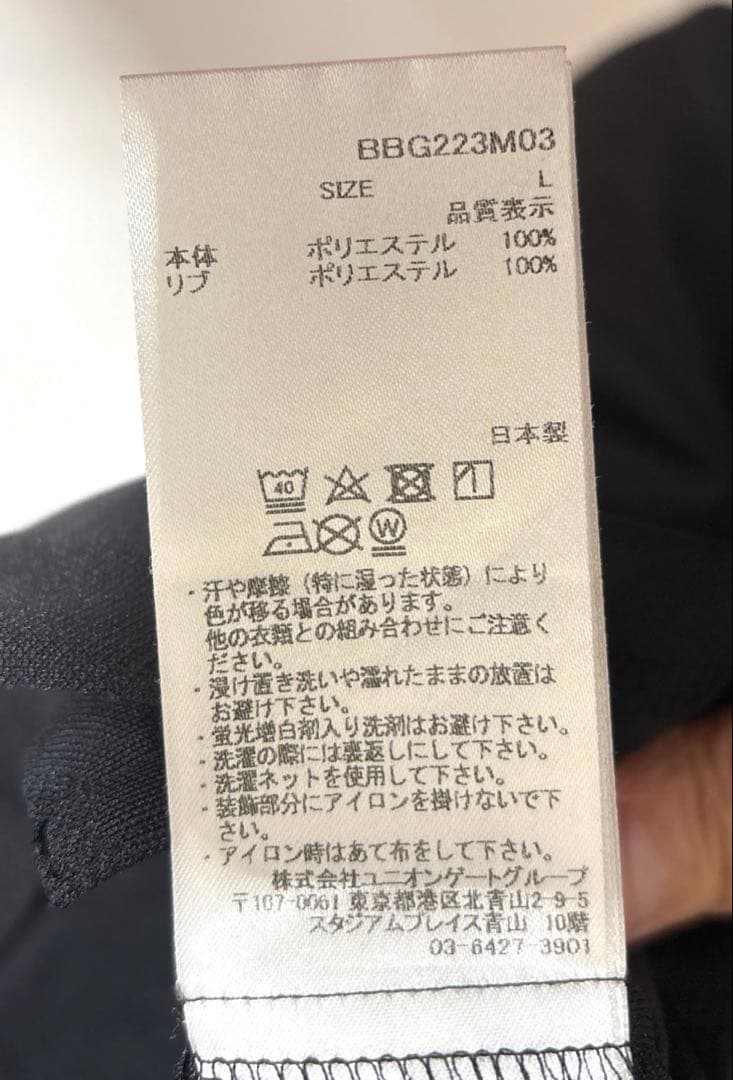 BBG223M03
SIZE L
品質表示
本体 ポリエステル 100%
リブ ポリエステル 100%
日本製
40
W
・汗や摩擦（特に湿った状態）により
色が移る場合があります。
他の衣類との組み合わせにご注意く
ださい。
・浸け置き洗いや濡れたままの放置は
お避け下さい。
・蛍光増白剤入り洗剤はお避け下さい。
・洗濯の際には裏返しにして下さい。
・洗濯ネットを使用して下さい。
・装飾部分にアイロンを掛けないで下
さい。
・アイロン時はあて布をして下さい。
株式会社ユニオンゲートグループ
〒107-0061 東京都港区北青山2-9-5
スタジアムプレイス青山 10階
03-6427-3901